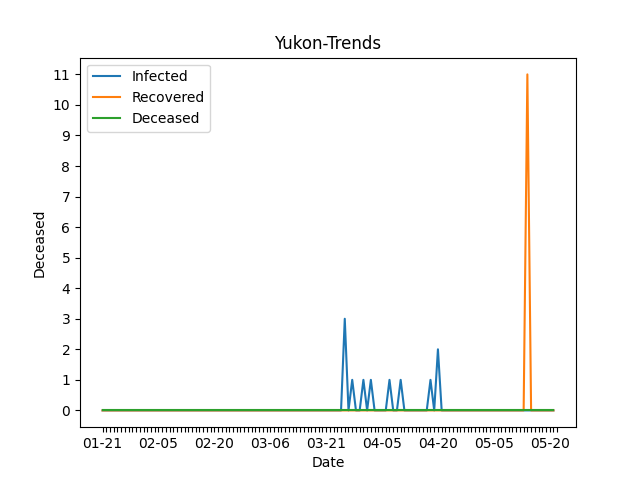 Yukon-Trends
Infected
Recovered
Deceased
11
10
9
8
7
6
5
4
3
2
1
0
Deceased
01-21 02-05 02-20 03-06 03-21 04-05 04-20 05-05 05-20
Date